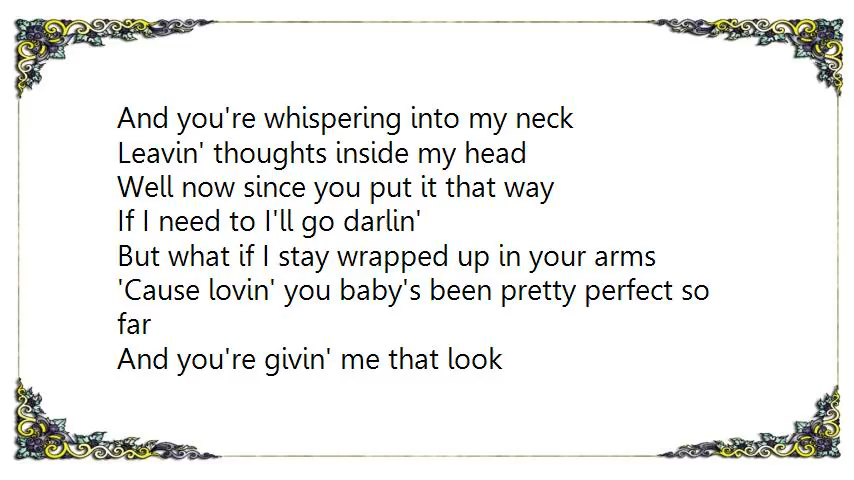 And you're whispering into my neck
Leavin' thoughts inside my head
Well now since you put it that way
If I need to I'll go darlin'
But what if I stay wrapped up in your arms
'Cause lovin' you baby's been pretty perfect so
far
And you're givin' me that look